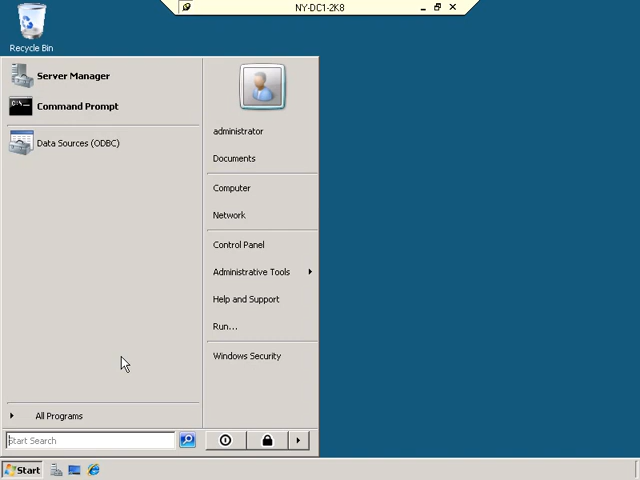 NY-DC1-2K8
Recycle Bin
Server Manager
Command Prompt
Data Sources (ODBC)
All Programs
Start Search
administrator
Documents
Computer
Network
Control Panel
Administrative Tools
Help and Support
Run...
Windows Security
Start